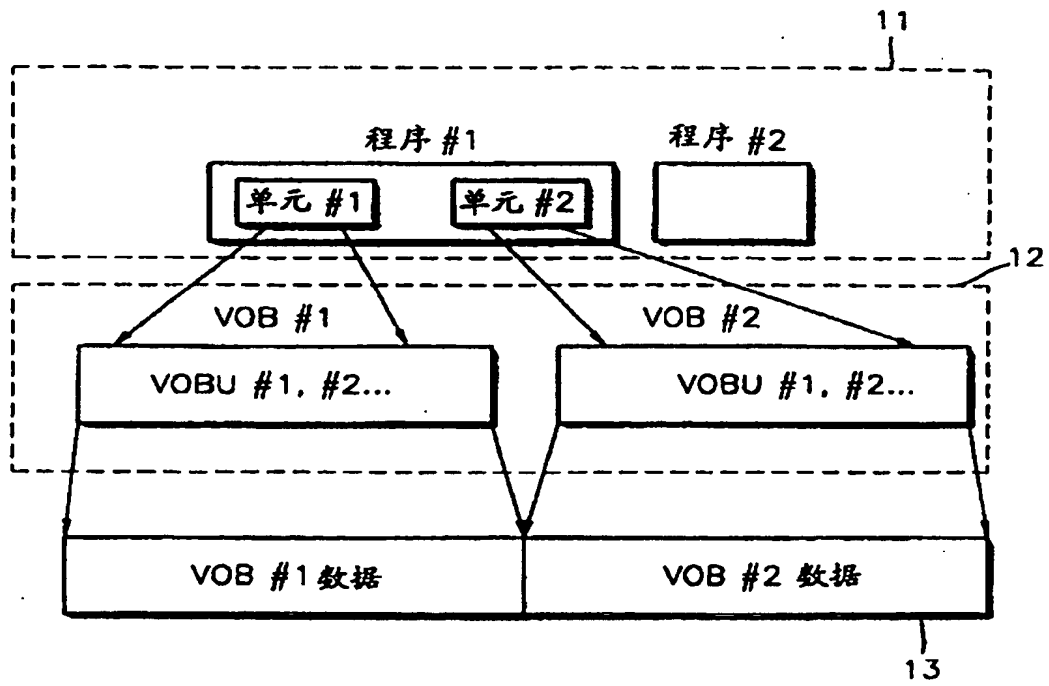 11
程序 #1
程序 #2
单元 #1
单元 #2
12
VOB #1
VOB #2
VOBU #1, #2...
VOBU #1, #2...
VOB #1 数据
VOB #2 数据
13